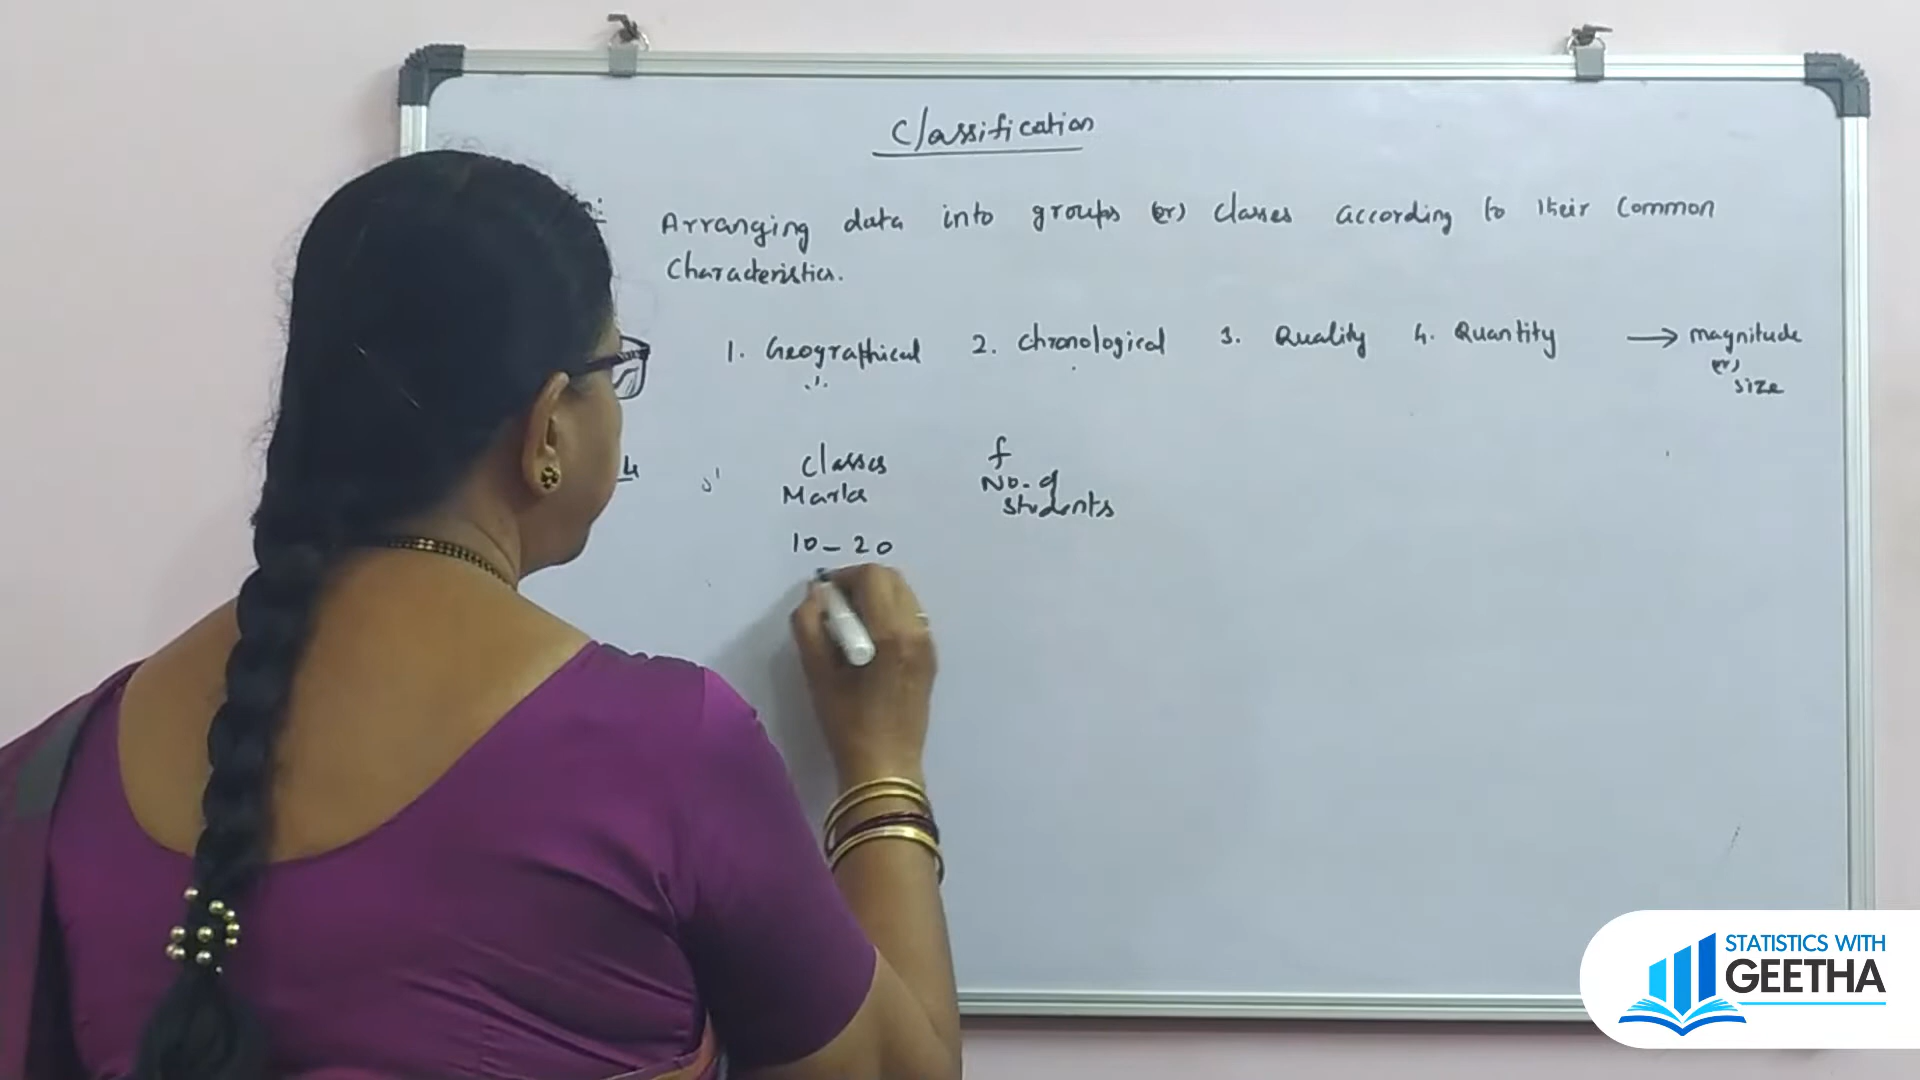 Classification
Arranging data into groups (or) classes according to their common
characteristics.
1. Geographical 2. chronological 3. Quality 4. Quantity → magnitude
(or)
size
4
classes f
Marks No. of
students
10 - 20
STATISTICS WITH
GEETHA